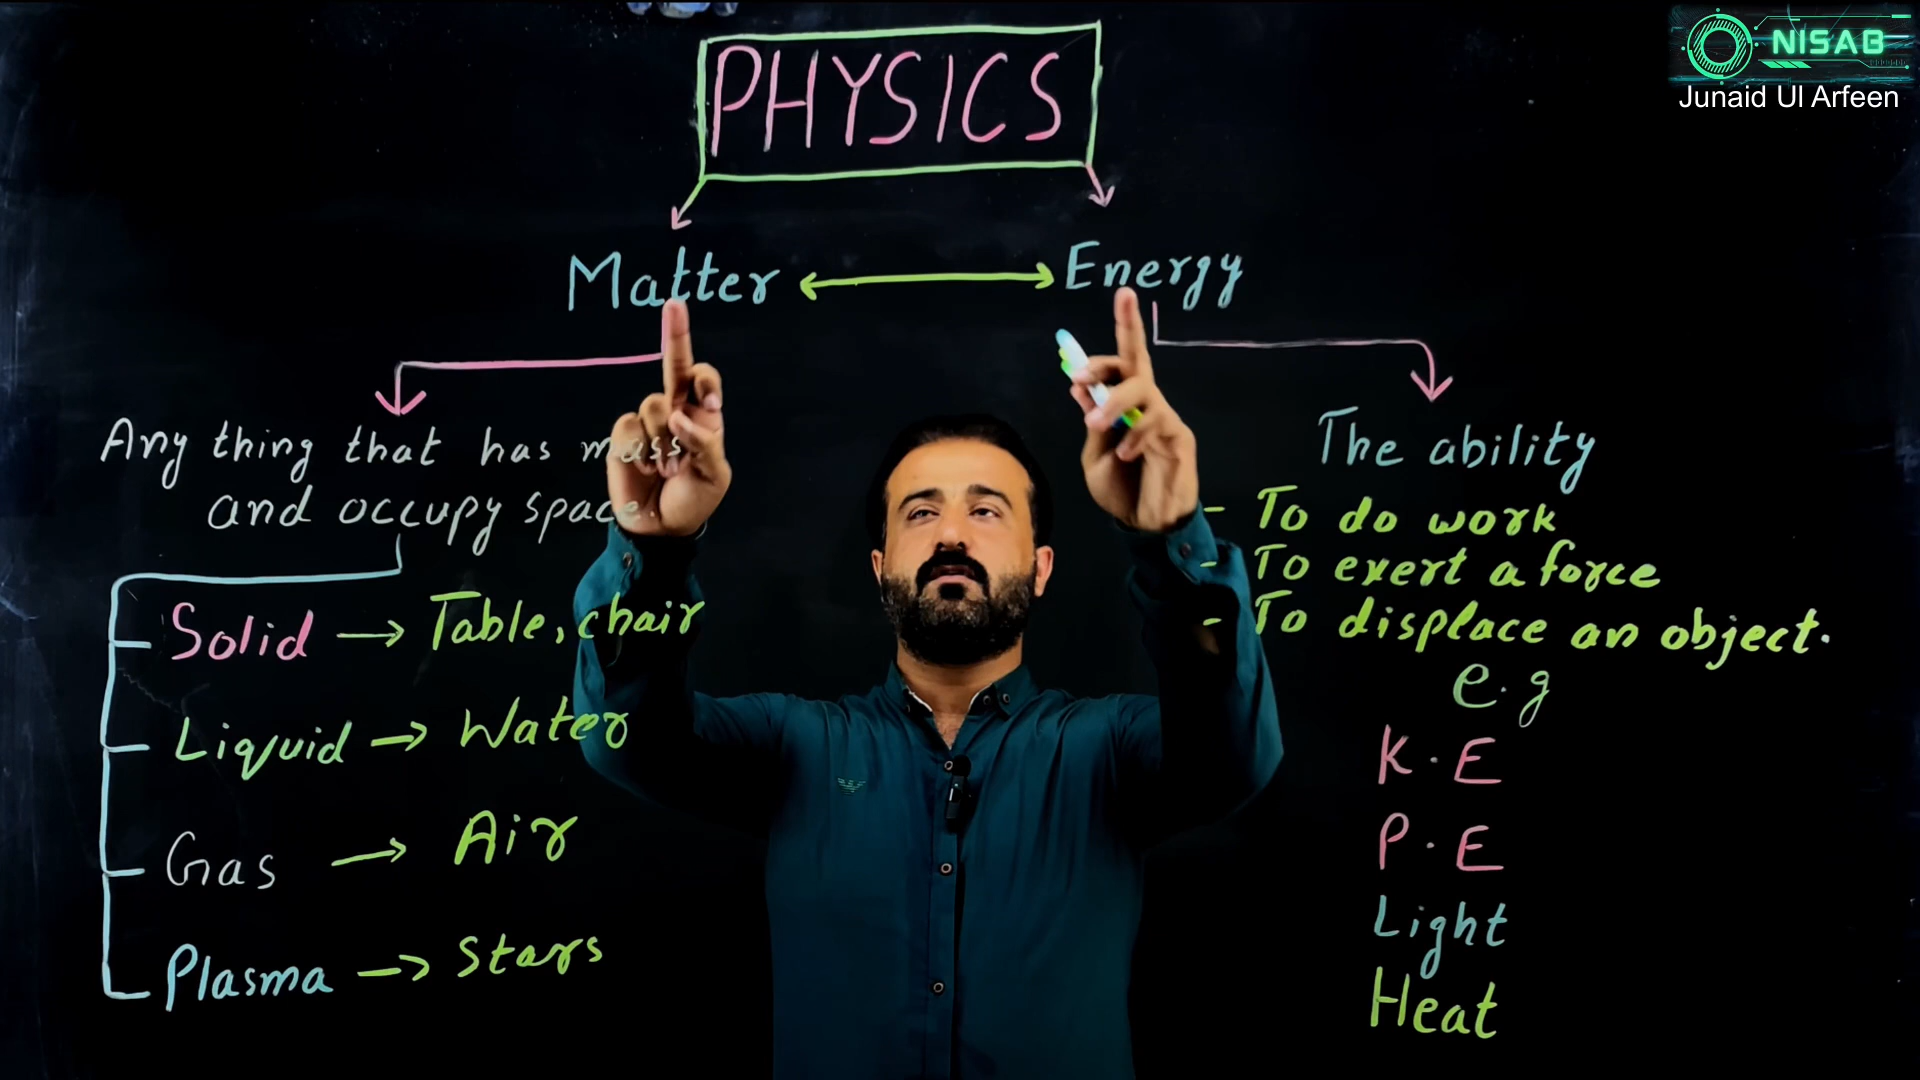 NISAB
Junaid Ul Arfeen
PHYSICS
Matter
Energy
Any thing that has mass
and occupy space.
Solid → Table, chair
Liquid → Water
Gas → Air
Plasma → Stars
The ability
- To do work
- To exert a force
- To displace an object.
e.g
K.E
P.E
Light
Heat